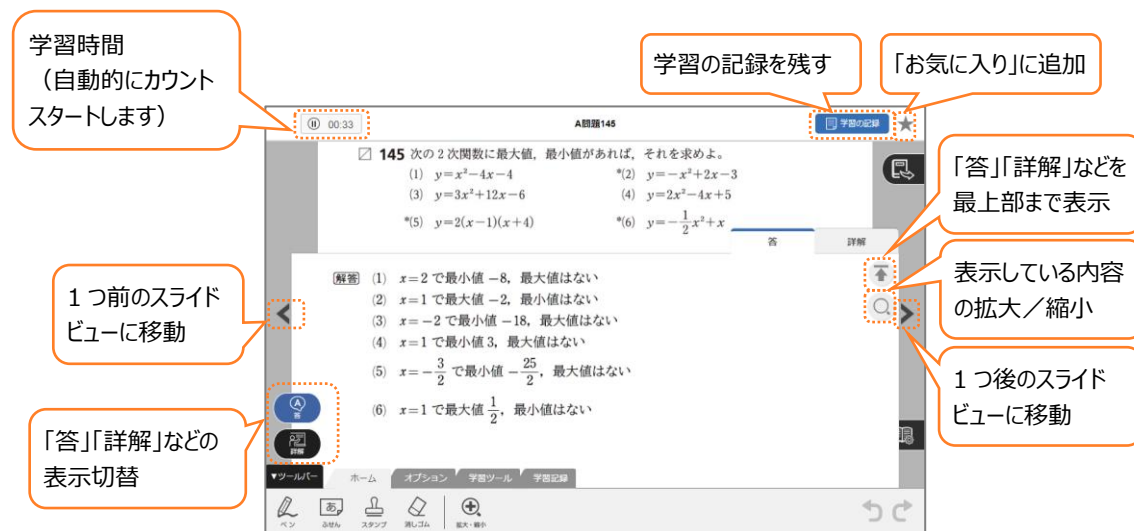 学習時間
（自動的にカウント
スタートします）
学習の記録を残す
「お気に入り」に追加
00:33
A問題145
学習の記録
145 次の2次関数に最大値，最小値があれば，それを求めよ。
(1) y=x²−4x−4
*(2) y=−x²+2x−3
(3) y=3x²+12x−6
(4) y=2x²−4x+5
*(5) y=2(x−1)(x+4)
*(6) y=−1/2x²+x
「答」「詳解」などを
最上部まで表示
答
詳解
解答 (1) x=2 で最小値 −8，最大値はない
(2) x=1 で最大値 −2，最小値はない
(3) x=−2 で最小値 −18，最大値はない
(4) x=1 で最小値 3，最大値はない
(5) x=−3/2 で最小値 −25/2，最大値はない
(6) x=1 で最大値 1/2，最小値はない
1つ前のスライド
ビューに移動
表示している内容
の拡大／縮小
1つ後のスライド
ビューに移動
A
答
詳解
「答」「詳解」などの
表示切替
▼ツールバー
ホーム
オプション
学習ツール
学習記録
あ
ペン
ふせん
スタンプ
消しゴム
拡大・縮小